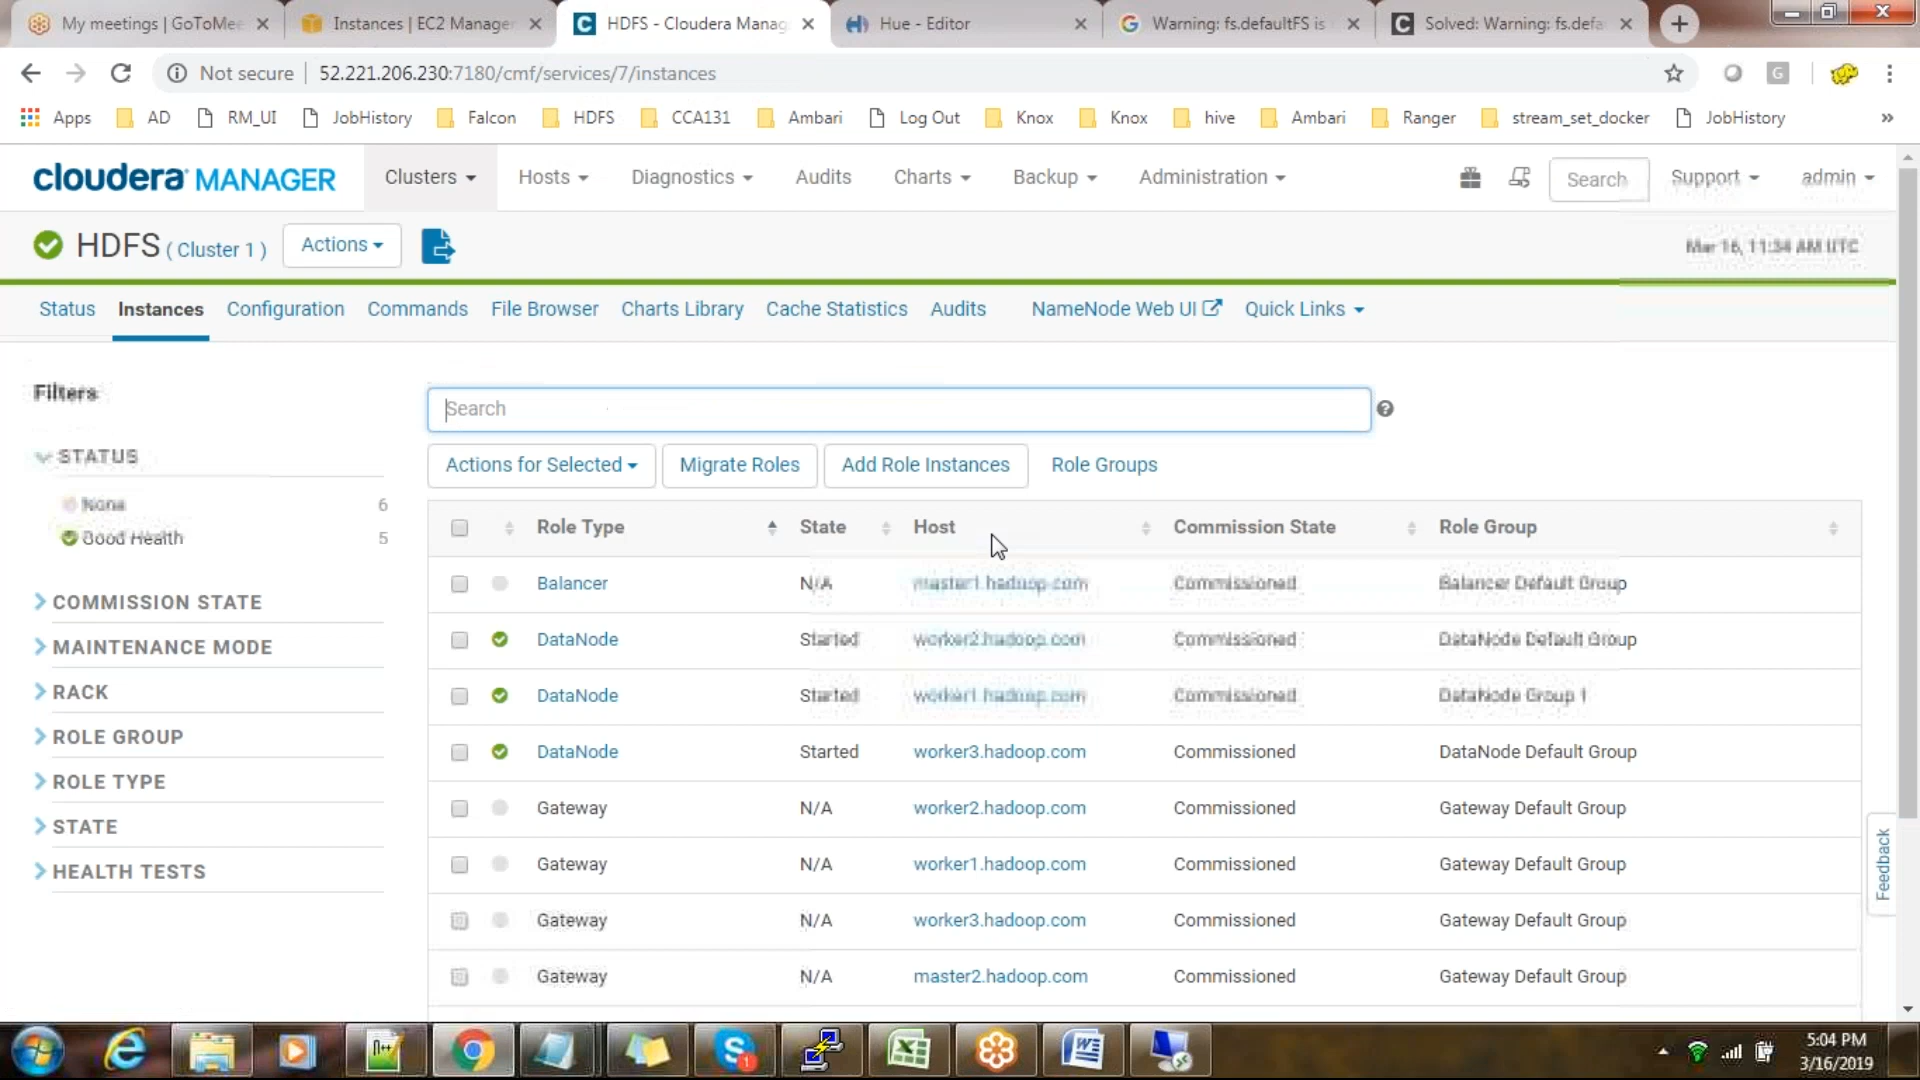 My meetings | GoToMee
Instances | EC2 Manager
HDFS - Cloudera Manag
Hue - Editor
Warning: fs.defaultFS is
Solved: Warning: fs.defa
Not secure | 52.221.206.230:7180/cmf/services/7/instances
Apps AD RM_UI JobHistory Falcon HDFS CCA131 Ambari Log Out Knox Knox hive Ambari Ranger stream_set_docker JobHistory »
cloudera MANAGER Clusters Hosts Diagnostics Audits Charts Backup Administration Search Support admin
HDFS ( Cluster 1 ) Actions Mar 16, 11:34 AM UTC
Status Instances Configuration Commands File Browser Charts Library Cache Statistics Audits NameNode Web UI Quick Links
Filters
Search
STATUS
None 6
Good Health 5
COMMISSION STATE
MAINTENANCE MODE
RACK
ROLE GROUP
ROLE TYPE
STATE
HEALTH TESTS
Actions for Selected Migrate Roles Add Role Instances Role Groups
Role Type State Host Commission State Role Group
Balancer N/A master1.hadoop.com Commissioned Balancer Default Group
DataNode Started worker2.hadoop.com Commissioned DataNode Default Group
DataNode Started worker1.hadoop.com Commissioned DataNode Group 1
DataNode Started worker3.hadoop.com Commissioned DataNode Default Group
Gateway N/A worker2.hadoop.com Commissioned Gateway Default Group
Gateway N/A worker1.hadoop.com Commissioned Gateway Default Group
Gateway N/A worker3.hadoop.com Commissioned Gateway Default Group
Gateway N/A master2.hadoop.com Commissioned Gateway Default Group
Feedback
5:04 PM
3/16/2019